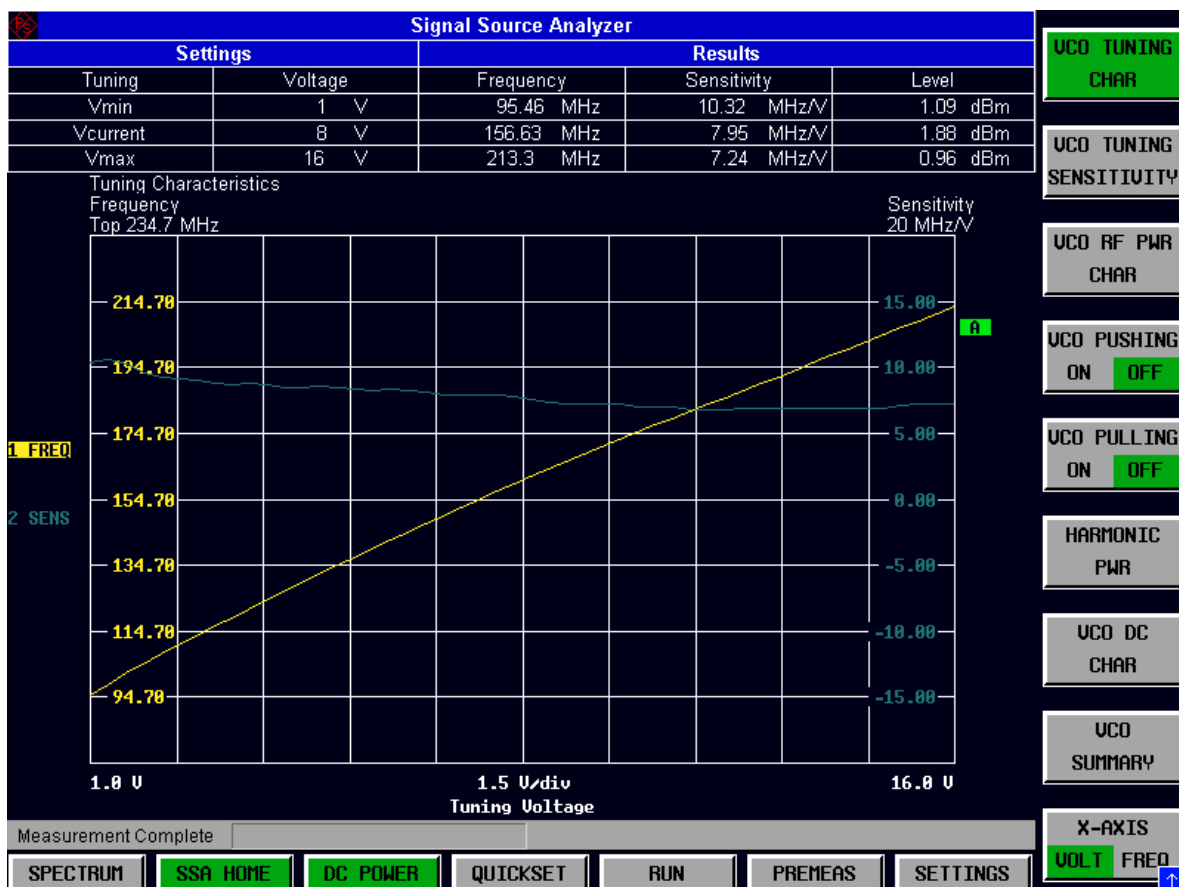 Signal Source Analyzer
Settings Results
Tuning Voltage Frequency Sensitivity Level
Vmin 1 V 95.46 MHz 10.32 MHz/V 1.09 dBm
Vcurrent 8 V 156.63 MHz 7.95 MHz/V 1.88 dBm
Vmax 16 V 213.3 MHz 7.24 MHz/V 0.96 dBm
Tuning Characteristics
Frequency Sensitivity
Top 234.7 MHz 20 MHz/V
214.70 15.00
A
194.70 10.00
174.70 5.00
1 FREQ
154.70 0.00
2 SENS
134.70 -5.00
114.70 -10.00
94.70 -15.00
1.0 V 1.5 V/div 16.0 V
Tuning Voltage
Measurement Complete
VCO TUNING
CHAR
VCO TUNING
SENSITIVITY
VCO RF PWR
CHAR
VCO PUSHING
ON OFF
VCO PULLING
ON OFF
HARMONIC
PWR
VCO DC
CHAR
VCO
SUMMARY
X-AXIS
VOLT FREQ
SPECTRUM SSA HOME DC POWER QUICKSET RUN PREMEAS SETTINGS